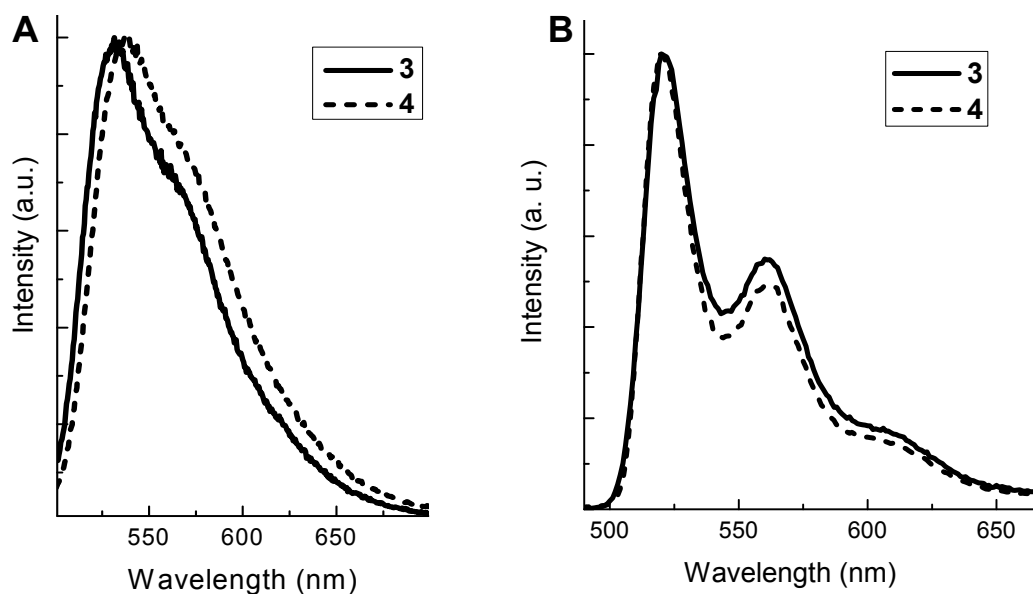 A
3
4
Intensity (a.u.)
550
600
650
Wavelength (nm)
B
3
4
Intensity (a. u.)
500
550
600
650
Wavelength (nm)